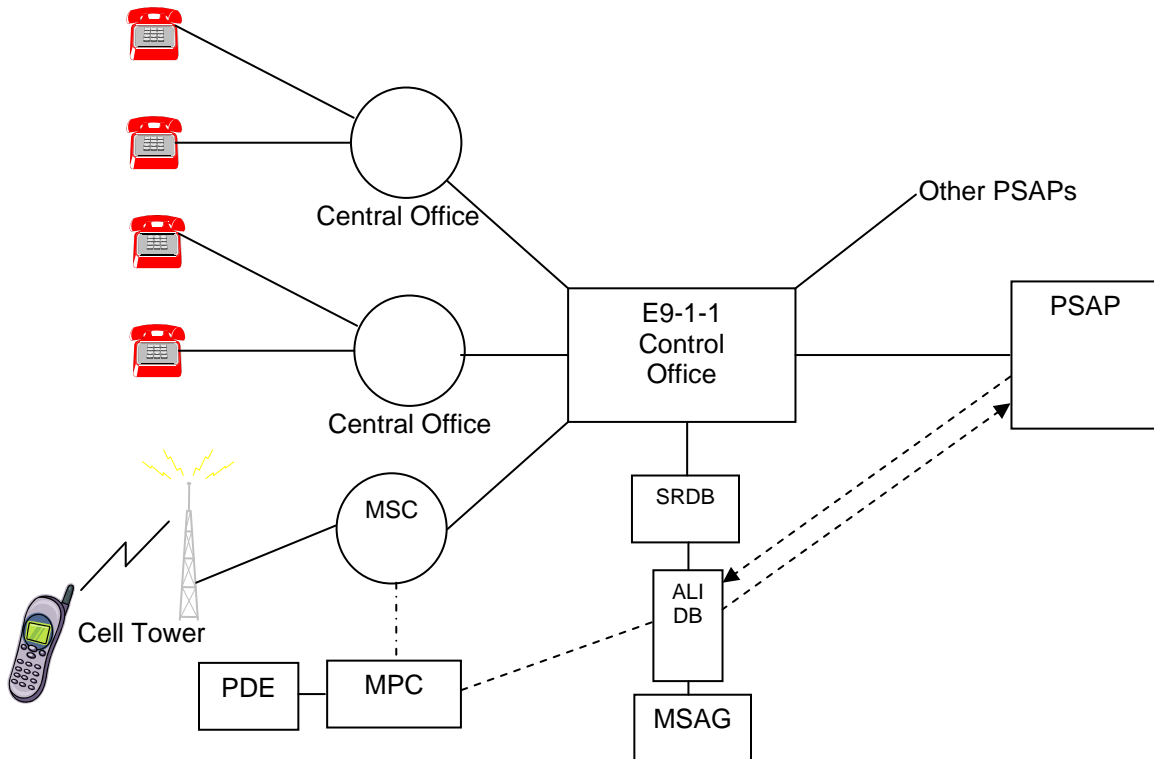 Central Office
Other PSAPs
E9-1-1
Control
Office
PSAP
Central Office
MSC
SRDB
ALI
DB
Cell Tower
PDE
MPC
MSAG